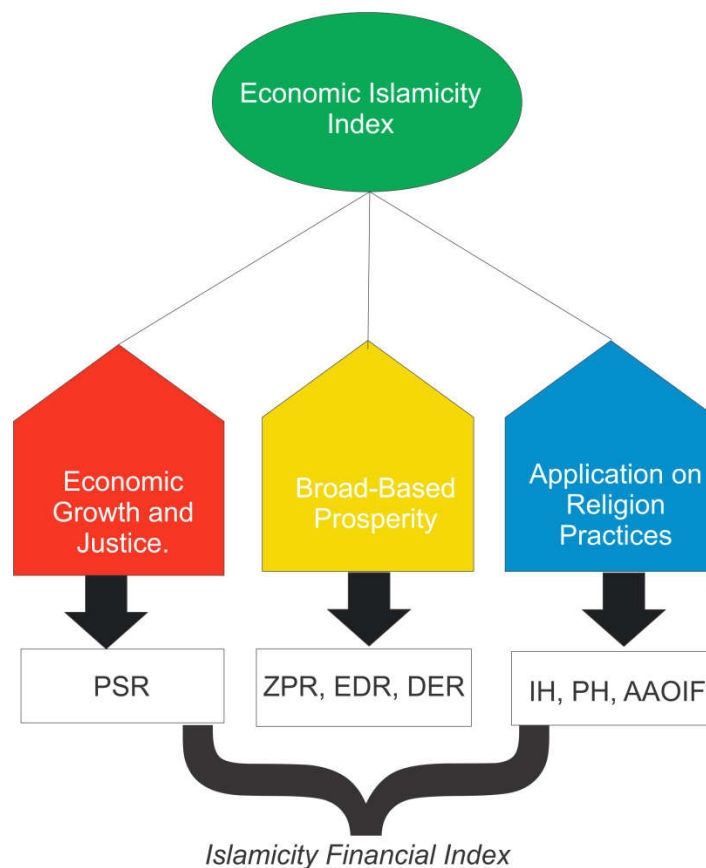 Economic Islamicity
Index
Economic
Growth and
Justice.
Broad-Based
Prosperity
Application on
Religion
Practices
PSR
ZPR, EDR, DER
IH, PH, AAOIF
Islamicity Financial Index